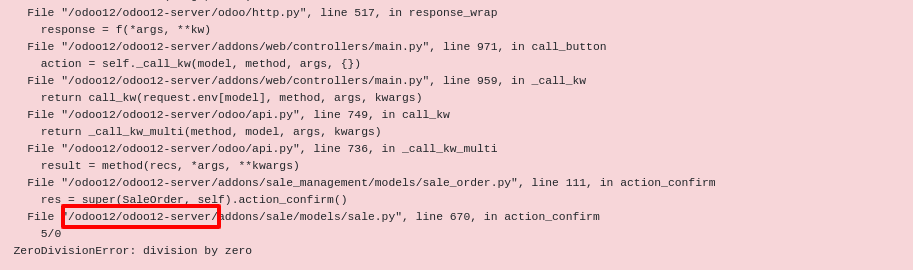 File "/odoo12/odoo12-server/odoo/http.py", line 517, in response_wrap
response = f(*args, **kw)
File "/odoo12/odoo12-server/addons/web/controllers/main.py", line 971, in call_button
action = self._call_kw(model, method, args, {})
File "/odoo12/odoo12-server/addons/web/controllers/main.py", line 959, in _call_kw
return call_kw(request.env[model], method, args, kwargs)
File "/odoo12/odoo12-server/odoo/api.py", line 749, in call_kw
return _call_kw_multi(method, model, args, kwargs)
File "/odoo12/odoo12-server/odoo/api.py", line 736, in _call_kw_multi
result = method(recs, *args, **kwargs)
File "/odoo12/odoo12-server/addons/sale_management/models/sale_order.py", line 111, in action_confirm
res = super(SaleOrder, self).action_confirm()
File "/odoo12/odoo12-server/addons/sale/models/sale.py", line 670, in action_confirm
5/0
ZeroDivisionError: division by zero